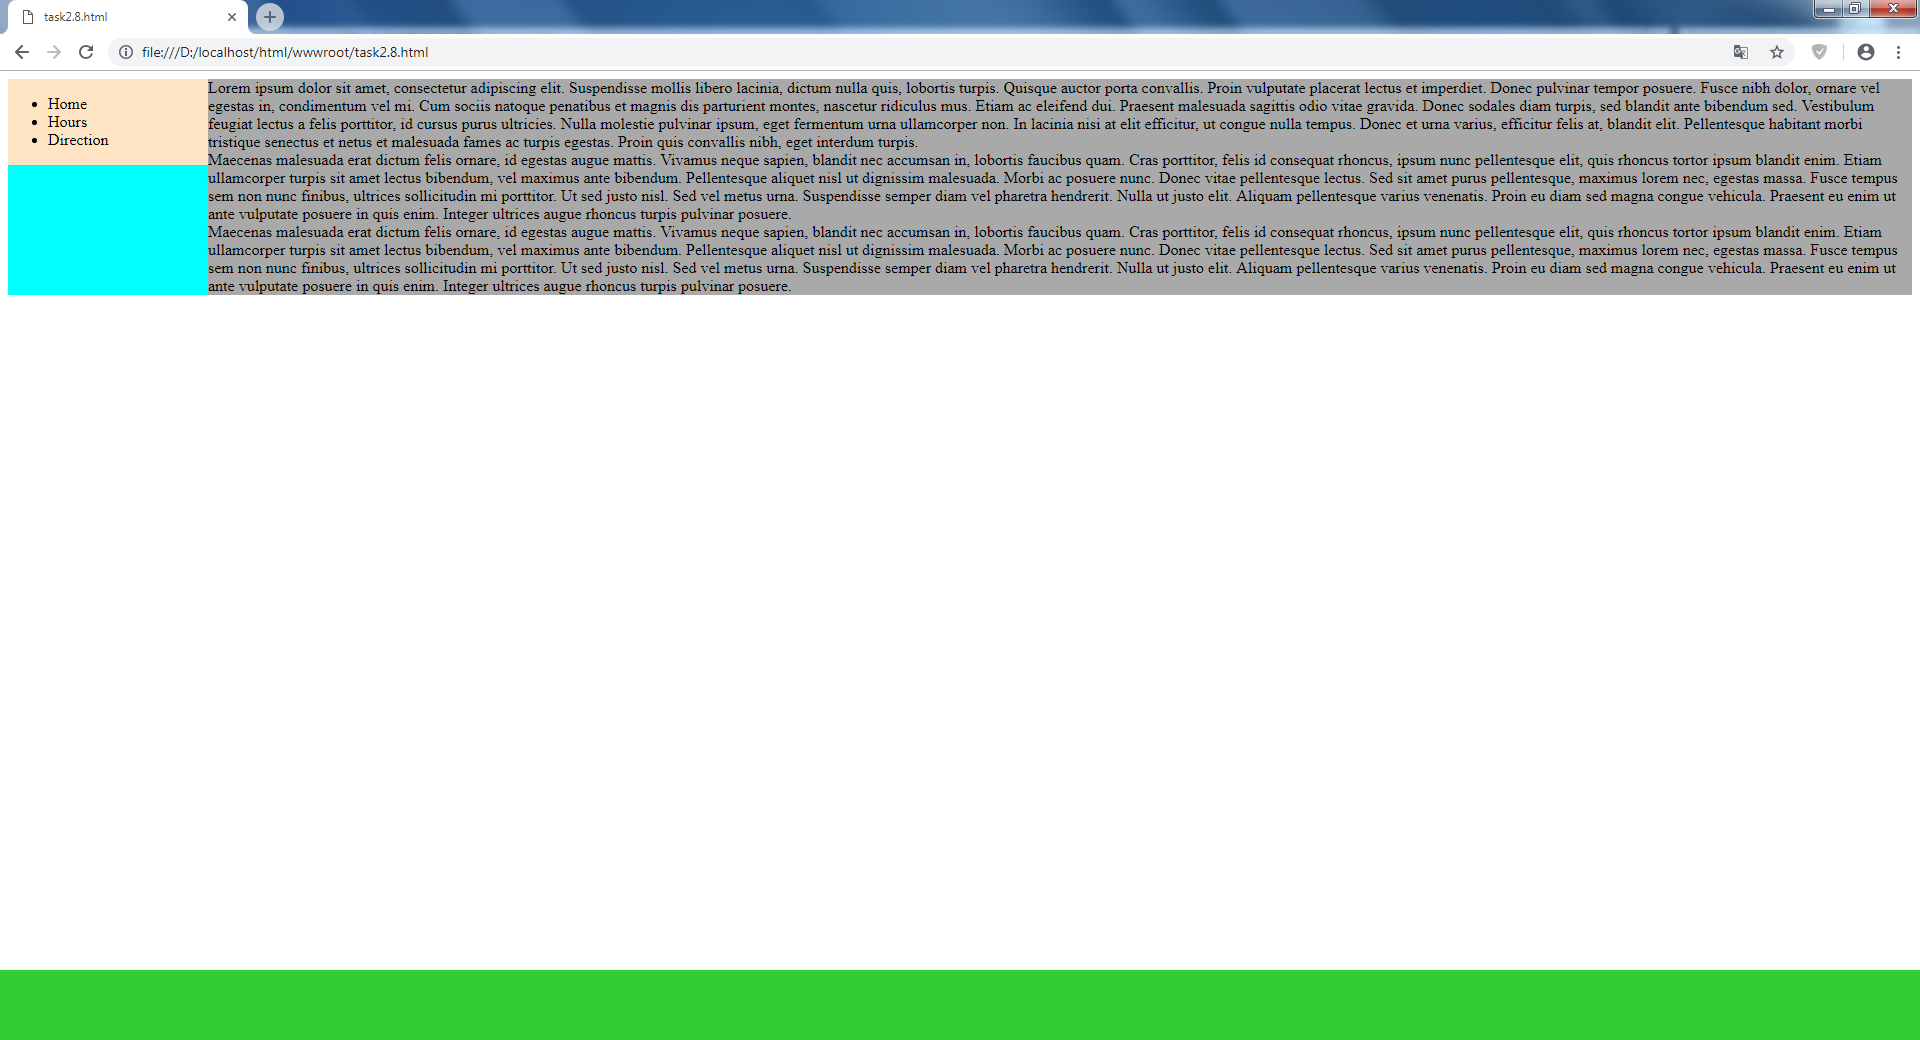 task2.8.html
file:///D:/localhost/html/wwwroot/task2.8.html
Home
Hours
Direction
Lorem ipsum dolor sit amet, consectetur adipiscing elit. Suspendisse mollis libero lacinia, dictum nulla quis, lobortis turpis. Quisque auctor porta convallis. Proin vulputate placerat lectus et imperdiet. Donec pulvinar tempor posuere. Fusce nibh dolor, ornare vel
egestas in, condimentum vel mi. Cum sociis natoque penatibus et magnis dis parturient montes, nascetur ridiculus mus. Etiam ac eleifend dui. Praesent malesuada sagittis odio vitae gravida. Donec sodales diam turpis, sed blandit ante bibendum sed. Vestibulum
feugiat lectus a felis porttitor, id cursus purus ultricies. Nulla molestie pulvinar ipsum, eget fermentum urna ullamcorper non. In lacinia nisi at elit efficitur, ut congue nulla tempus. Donec et urna varius, efficitur felis at, blandit elit. Pellentesque habitant morbi
tristique senectus et netus et malesuada fames ac turpis egestas. Proin quis convallis nibh, eget interdum turpis.
Maecenas malesuada erat dictum felis ornare, id egestas augue mattis. Vivamus neque sapien, blandit nec accumsan in, lobortis faucibus quam. Cras porttitor, felis id consequat rhoncus, ipsum nunc pellentesque elit, quis rhoncus tortor ipsum blandit enim. Etiam
ullamcorper turpis sit amet lectus bibendum, vel maximus ante bibendum. Pellentesque aliquet nisl ut dignissim malesuada. Morbi ac posuere nunc. Donec vitae pellentesque lectus. Sed sit amet purus pellentesque, maximus lorem nec, egestas massa. Fusce tempus
sem non nunc finibus, ultrices sollicitudin mi porttitor. Ut sed justo nisl. Sed vel metus urna. Suspendisse semper diam vel pharetra hendrerit. Nulla ut justo elit. Aliquam pellentesque varius venenatis. Proin eu diam sed magna congue vehicula. Praesent eu enim ut
ante vulputate posuere in quis enim. Integer ultrices augue rhoncus turpis pulvinar posuere.
Maecenas malesuada erat dictum felis ornare, id egestas augue mattis. Vivamus neque sapien, blandit nec accumsan in, lobortis faucibus quam. Cras porttitor, felis id consequat rhoncus, ipsum nunc pellentesque elit, quis rhoncus tortor ipsum blandit enim. Etiam
ullamcorper turpis sit amet lectus bibendum, vel maximus ante bibendum. Pellentesque aliquet nisl ut dignissim malesuada. Morbi ac posuere nunc. Donec vitae pellentesque lectus. Sed sit amet purus pellentesque, maximus lorem nec, egestas massa. Fusce tempus
sem non nunc finibus, ultrices sollicitudin mi porttitor. Ut sed justo nisl. Sed vel metus urna. Suspendisse semper diam vel pharetra hendrerit. Nulla ut justo elit. Aliquam pellentesque varius venenatis. Proin eu diam sed magna congue vehicula. Praesent eu enim ut
ante vulputate posuere in quis enim. Integer ultrices augue rhoncus turpis pulvinar posuere.